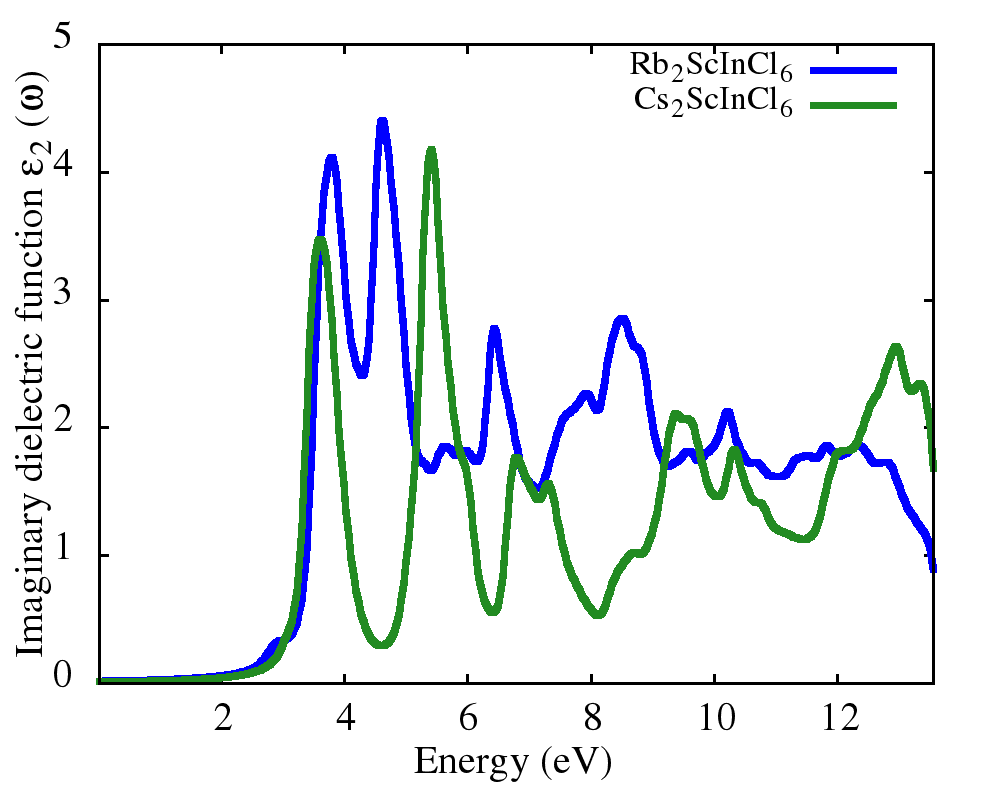 Imaginary dielectric function ε₂ (ω)
5
4
3
2
1
0
Rb₂ScInCl₆
Cs₂ScInCl₆
2 4 6 8 10 12
Energy (eV)